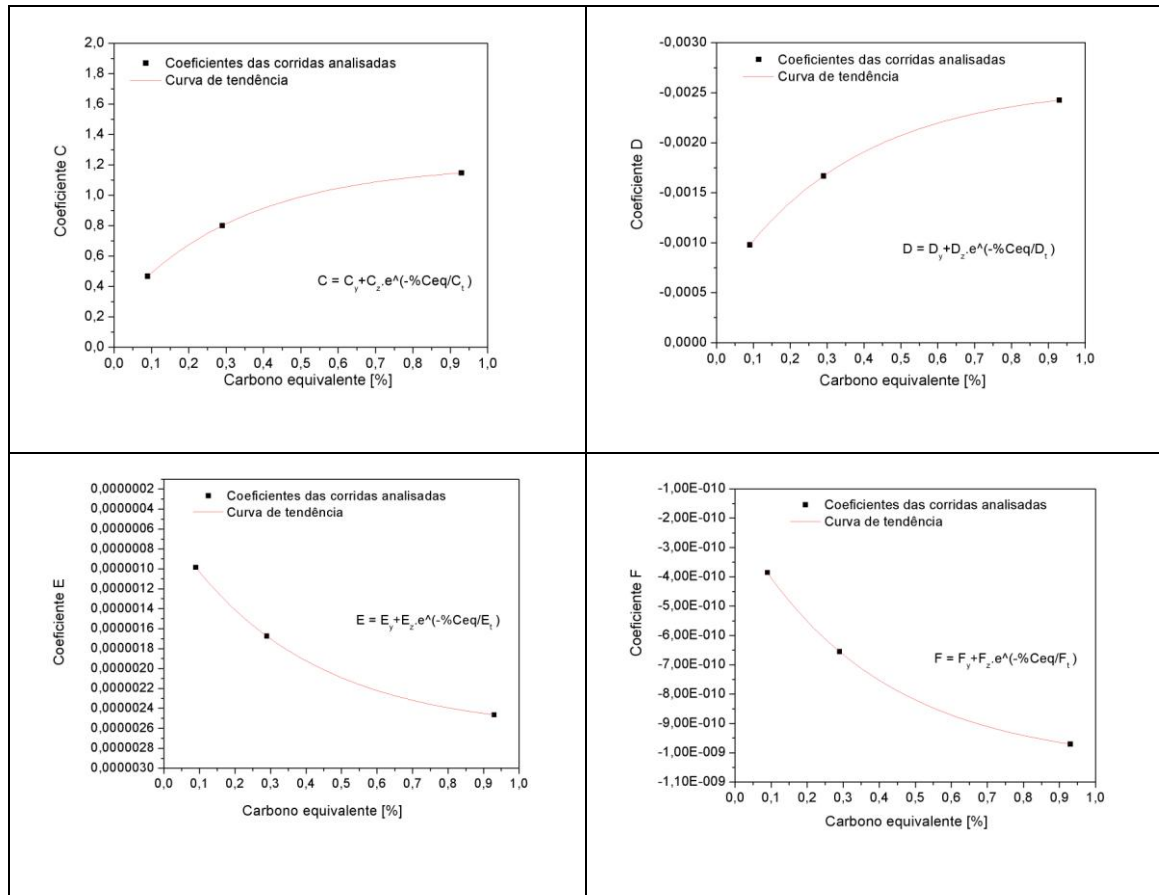 2,0
1,8
1,6
1,4
1,2
1,0
0,8
0,6
0,4
0,2
0,0
Coeficiente C
Coeficientes das corridas analisadas
Curva de tendência
C = Cy+Cz.e^(-%Ceq/Ct)
0,0 0,1 0,2 0,3 0,4 0,5 0,6 0,7 0,8 0,9 1,0
Carbono equivalente [%]
-0,0030
-0,0025
-0,0020
-0,0015
-0,0010
-0,0005
0,0000
Coeficiente D
Coeficientes das corridas analisadas
Curva de tendência
D = Dy+Dz.e^(-%Ceq/Dt)
0,0 0,1 0,2 0,3 0,4 0,5 0,6 0,7 0,8 0,9 1,0
Carbono equivalente [%]
0,0000002
0,0000004
0,0000006
0,0000008
0,0000010
0,0000012
0,0000014
0,0000016
0,0000018
0,0000020
0,0000022
0,0000024
0,0000026
0,0000028
0,0000030
Coeficiente E
Coeficientes das corridas analisadas
Curva de tendência
E = Ey+Ez.e^(-%Ceq/Et)
0,0 0,1 0,2 0,3 0,4 0,5 0,6 0,7 0,8 0,9 1,0
Carbono equivalente [%]
-1,00E-010
-2,00E-010
-3,00E-010
-4,00E-010
-5,00E-010
-6,00E-010
-7,00E-010
-8,00E-010
-9,00E-010
-1,00E-009
-1,10E-009
Coeficiente F
Coeficientes das corridas analisadas
Curva de tendência
F = Fy+Fz.e^(-%Ceq/Ft)
0,0 0,1 0,2 0,3 0,4 0,5 0,6 0,7 0,8 0,9 1,0
Carbono equivalente [%]